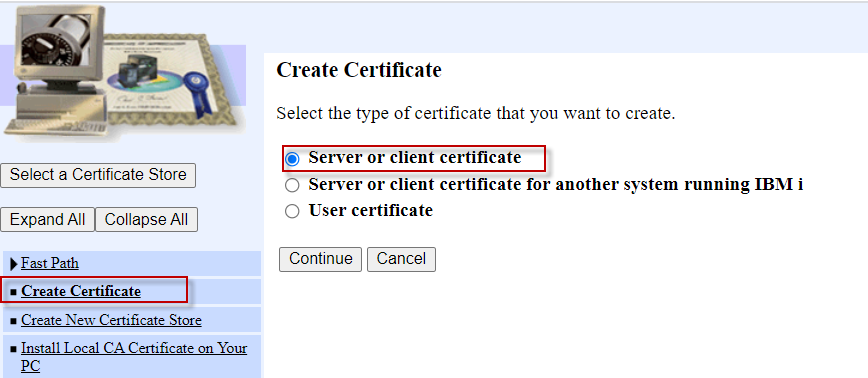 Select a Certificate Store
Expand All
Collapse All
Fast Path
Create Certificate
Create New Certificate Store
Install Local CA Certificate on Your
PC
Create Certificate
Select the type of certificate that you want to create.
Server or client certificate
Server or client certificate for another system running IBM i
User certificate
Continue
Cancel